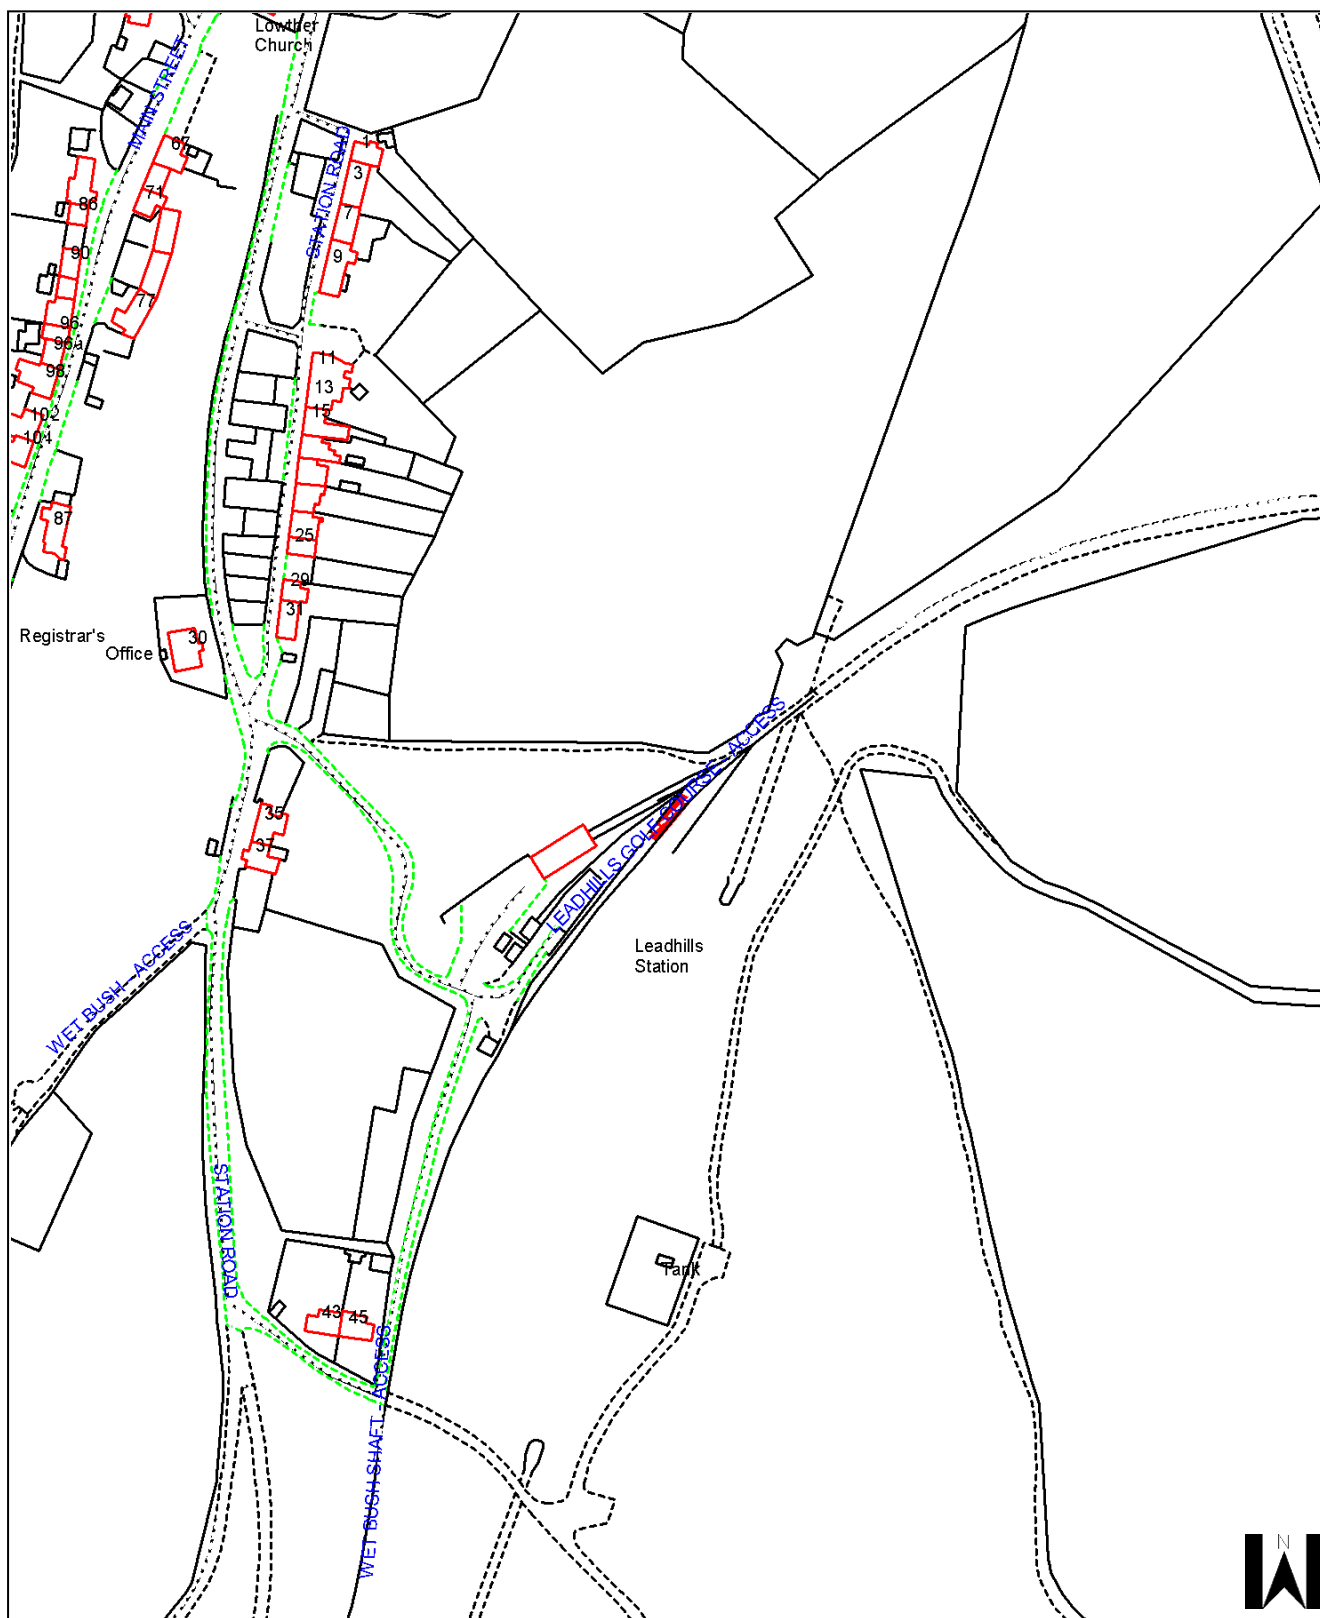 Lowther
Church
MAIN STREET
67
71
77
86
90
96
96a
98
102
104
87
STATION ROAD
1
3
7
9
11
13
15
25
29
31
Registrar's
Office
30
35
37
LEADHILLS GOLF COURSE - ACCESS
Leadhills
Station
WET BUSH - ACCESS
STATION ROAD
Tank
43
45
WET BUSH SHAFT - ACCESS
N